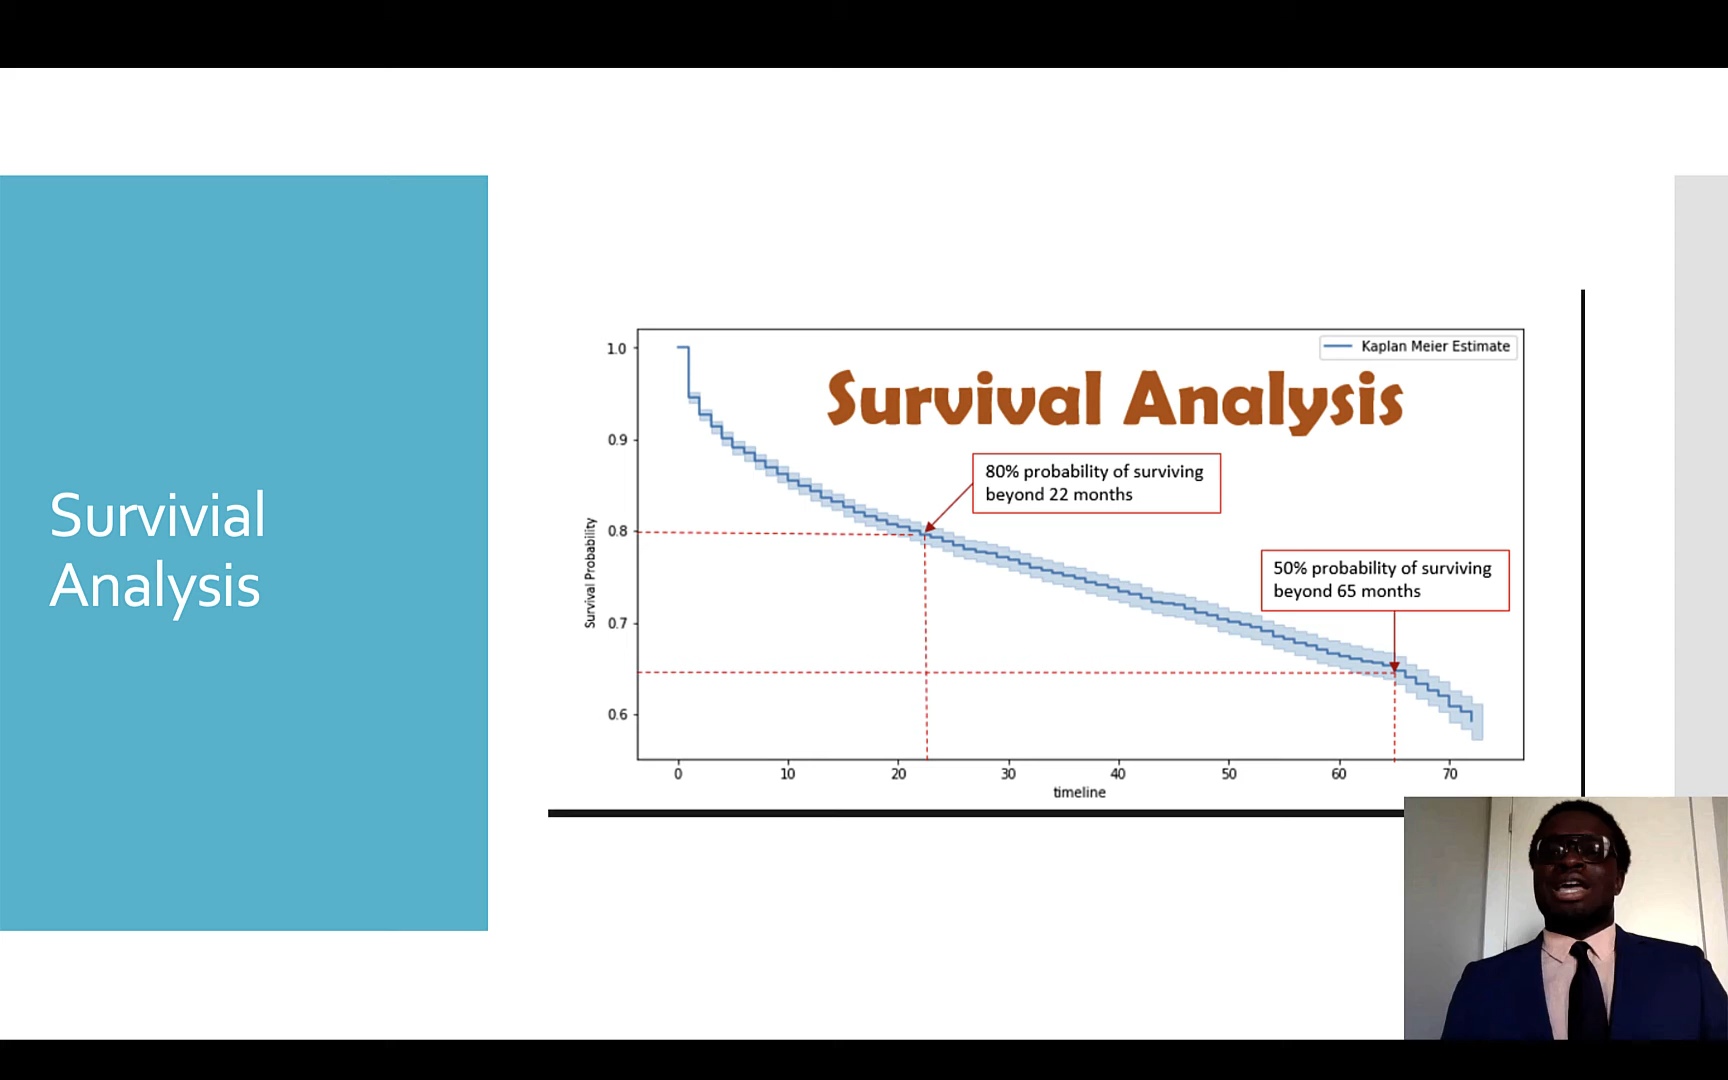 Survivial
Analysis
Kaplan Meier Estimate
Survival Analysis
80% probability of surviving
beyond 22 months
50% probability of surviving
beyond 65 months
Survival Probability
1.0
0.9
0.8
0.7
0.6
0 10 20 30 40 50 60 70
timeline